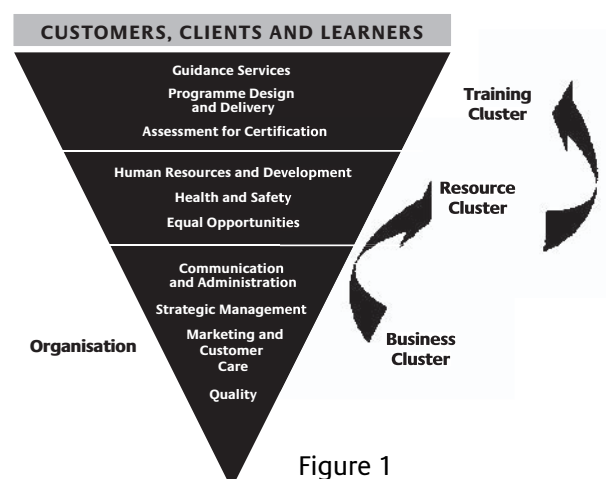 CUSTOMERS, CLIENTS AND LEARNERS
Guidance Services
Programme Design
and Delivery
Assessment for Certification
Human Resources and Development
Health and Safety
Equal Opportunities
Communication
and Administration
Strategic Management
Marketing and
Customer
Care
Quality
Organisation
Training
Cluster
Resource
Cluster
Business
Cluster
Figure 1